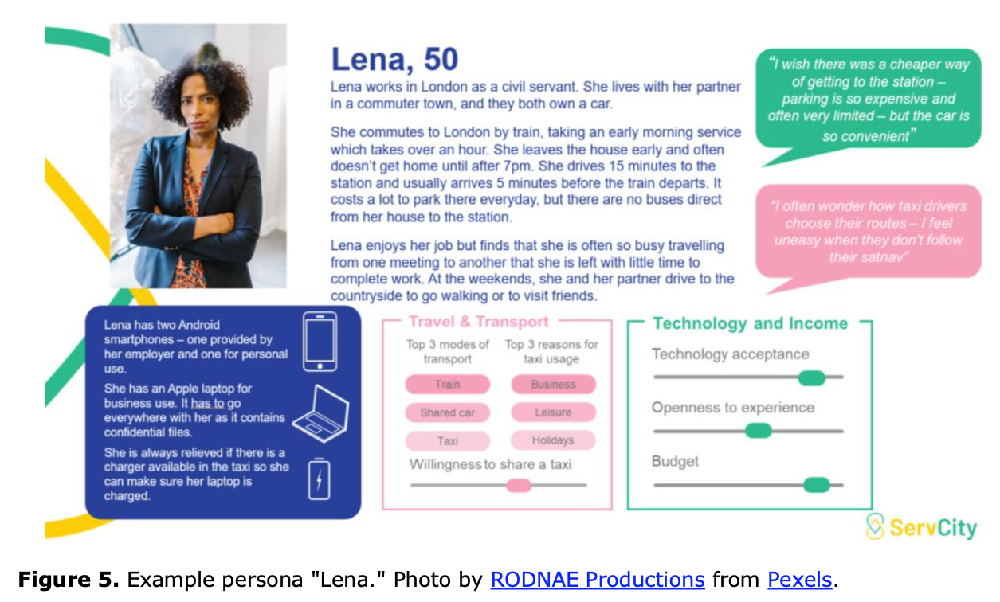 Lena, 50
Lena works in London as a civil servant. She lives with her partner
in a commuter town, and they both own a car.
She commutes to London by train, taking an early morning service
which takes over an hour. She leaves the house early and often
doesn't get home until after 7pm. She drives 15 minutes to the
station and usually arrives 5 minutes before the train departs. It
costs a lot to park there everyday, but there are no buses direct
from her house to the station.
Lena enjoys her job but finds that she is often so busy travelling
from one meeting to another that she is left with little time to
complete work. At the weekends, she and her partner drive to the
countryside to go walking or to visit friends.
"I wish there was a cheaper way
of getting to the station –
parking is so expensive and
often very limited – but the car is
so convenient"
"I often wonder how taxi drivers
choose their routes – I feel
uneasy when they don't follow
their satnav"
Lena has two Android
smartphones – one provided by
her employer and one for personal
use.
She has an Apple laptop for
business use. It has to go
everywhere with her as it contains
confidential files.
She is always relieved if there is a
charger available in the taxi so she
can make sure her laptop is
charged.
Travel & Transport
Top 3 modes of
transport
Train
Shared car
Taxi
Top 3 reasons for
taxi usage
Business
Leisure
Holidays
Willingness to share a taxi
Technology and Income
Technology acceptance
Openness to experience
Budget
ServCity
Figure 5. Example persona "Lena." Photo by RODNAE Productions from Pexels.